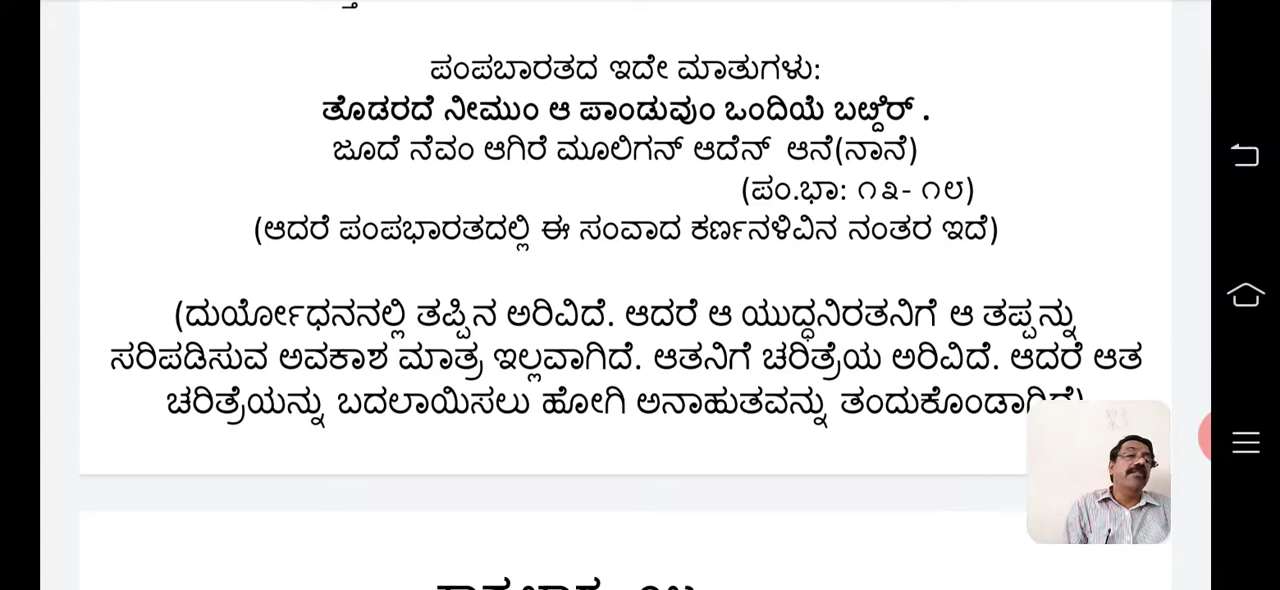 ಪಂಪಬಾರತದ ಇದೇ ಮಾತುಗಳು:
ತೊಡರದೆ ನೀಮುಂ ಆ ಪಾಂಡುವುಂ ಒಂದಿಯೆ ಬೞ್ದಿರ್ .
ಜೂದೆ ನೆವಂ ಆಗಿರೆ ಮೂಲಿಗನ್ ಆದೆನ್ ಆನೆ(ನಾನೆ)
(ಪಂ.ಭಾ: ೧೩- ೧೮)
(ಆದರೆ ಪಂಪಭಾರತದಲ್ಲಿ ಈ ಸಂವಾದ ಕರ್ಣನಳಿವಿನ ನಂತರ ಇದೆ)
(ದುರ್ಯೋಧನನಲ್ಲಿ ತಪ್ಪಿನ ಅರಿವಿದೆ. ಆದರೆ ಆ ಯುದ್ಧನಿರತನಿಗೆ ಆ ತಪ್ಪನ್ನು
ಸರಿಪಡಿಸುವ ಅವಕಾಶ ಮಾತ್ರ ಇಲ್ಲವಾಗಿದೆ. ಆತನಿಗೆ ಚರಿತ್ರೆಯ ಅರಿವಿದೆ. ಆದರೆ ಆತ
ಚರಿತ್ರೆಯನ್ನು ಬದಲಾಯಿಸಲು ಹೋಗಿ ಅನಾಹುತವನ್ನು ತಂದುಕೊಂಡಾಗಿದೆ)